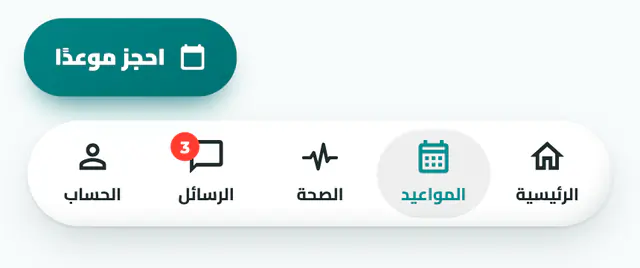 احجز موعدًا
الرئيسية
المواعيد
الصحة
3
الرسائل
الحساب